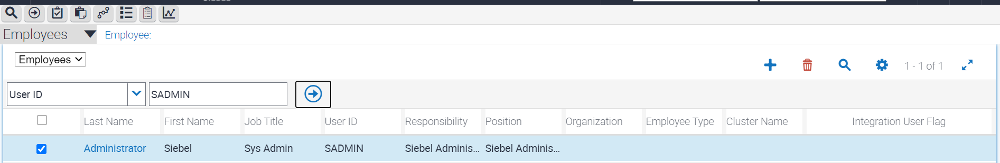 Employees Employee:
Employees
1 - 1 of 1
User ID SADMIN
Last Name First Name Job Title User ID Responsibility Position Organization Employee Type Cluster Name Integration User Flag
Administrator Siebel Sys Admin SADMIN Siebel Adminis... Siebel Adminis...